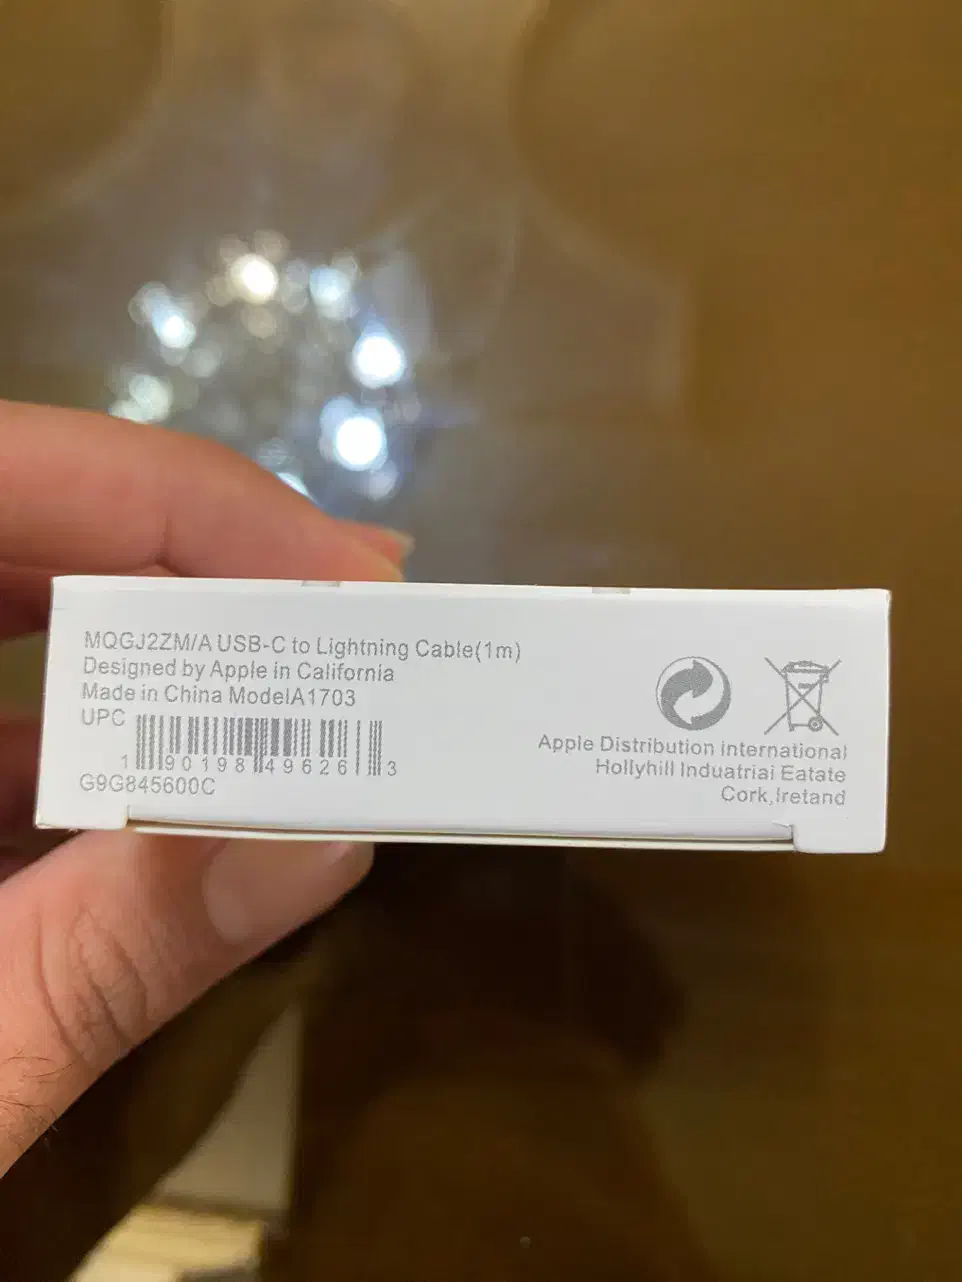 MQGJ2ZM/A USB-C to Lightning Cable(1m)
Designed by Apple in California
Made in China ModelA1703
UPC
1 90198 49626 3
G9G845600C
Apple Distribution international
Hollyhill Induatriai Eatate
Cork,Iretand